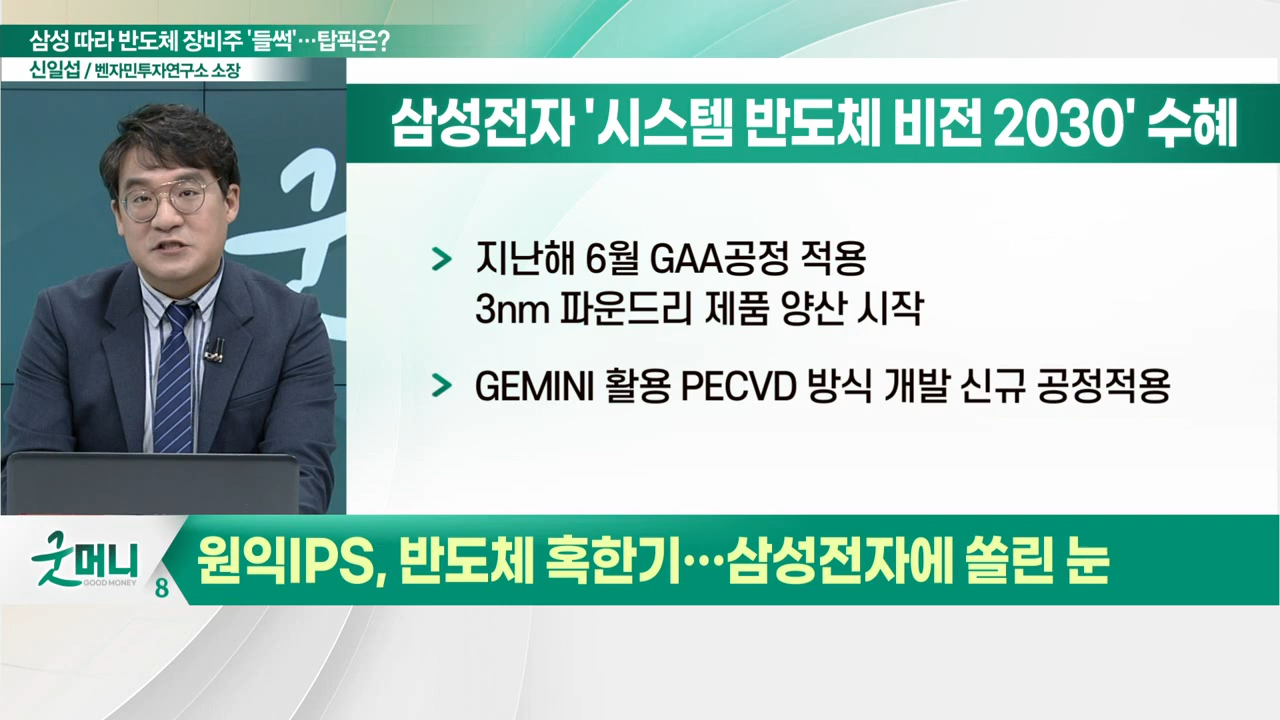 삼성 따라 반도체 장비주 '들썩'…탑픽은?
신일섭 / 벤자민투자연구소 소장
삼성전자 '시스템 반도체 비전 2030' 수혜
> 지난해 6월 GAA공정 적용
3nm 파운드리 제품 양산 시작
> GEMINI 활용 PECVD 방식 개발 신규 공정적용
굿머니
GOOD MONEY
8
원익IPS, 반도체 혹한기…삼성전자에 쏠린 눈